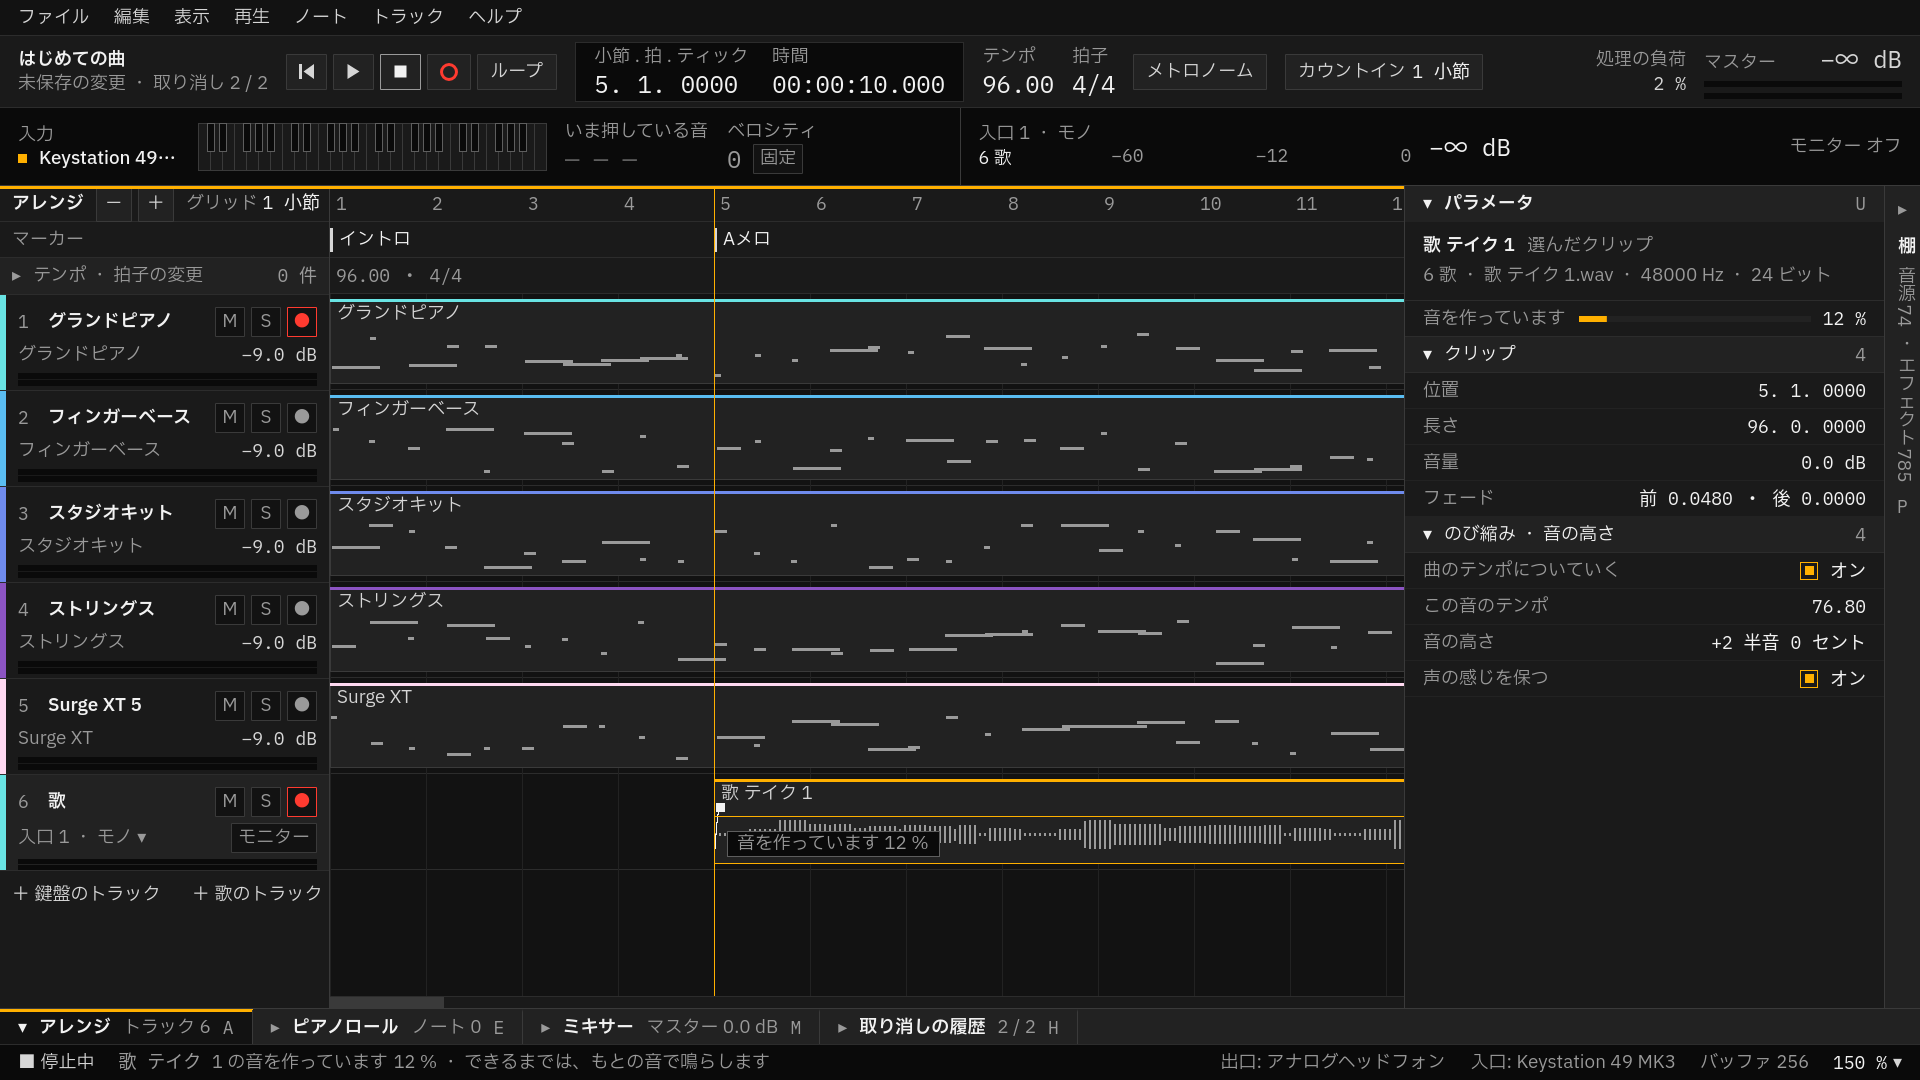 ファイル 編集 表示 再生 ノート トラック ヘルプ
はじめての曲
未保存の変更 · 取り消し 2 / 2
ループ
小節 . 拍 . ティック 時間
5. 1. 0000 00:00:10.000
テンポ 拍子
96.00 4/4
メトロノーム
カウントイン 1 小節
処理の負荷
2 %
マスター −∞ dB
入力
Keystation 49…
いま押している音 ベロシティ
— — — 0 固定
入口 1 · モノ
6 歌 −60 −12 0 −∞ dB
モニター オフ
アレンジ − + グリッド 1 小節
1 2 3 4 5 6 7 8 9 10 11 1
マーカー
イントロ Aメロ
▸ テンポ · 拍子の変更 0 件
96.00 · 4/4
1 グランドピアノ M S
グランドピアノ −9.0 dB
グランドピアノ
2 フィンガーベース M S
フィンガーベース −9.0 dB
フィンガーベース
3 スタジオキット M S
スタジオキット −9.0 dB
スタジオキット
4 ストリングス M S
ストリングス −9.0 dB
ストリングス
5 Surge XT 5 M S
Surge XT −9.0 dB
Surge XT
6 歌 M S
入口 1 · モノ ▾ モニター
歌 テイク 1
音を作っています 12 %
+ 鍵盤のトラック + 歌のトラック
▾ パラメータ U
歌 テイク 1 選んだクリップ
6 歌 · 歌 テイク 1.wav · 48000 Hz · 24 ビット
音を作っています 12 %
▾ クリップ 4
位置 5. 1. 0000
長さ 96. 0. 0000
音量 0.0 dB
フェード 前 0.0480 · 後 0.0000
▾ のび縮み · 音の高さ 4
曲のテンポについていく オン
この音のテンポ 76.80
音の高さ +2 半音 0 セント
声の感じを保つ オン
▸ 棚 音源 74 · エフェクト 785 P
▾ アレンジ トラック 6 A
▸ ピアノロール ノート 0 E
▸ ミキサー マスター 0.0 dB M
▸ 取り消しの履歴 2 / 2 H
■ 停止中 歌 テイク 1 の音を作っています 12 % · できるまでは、もとの音で鳴らします
出口: アナログヘッドフォン 入口: Keystation 49 MK3 バッファ 256 150 % ▾